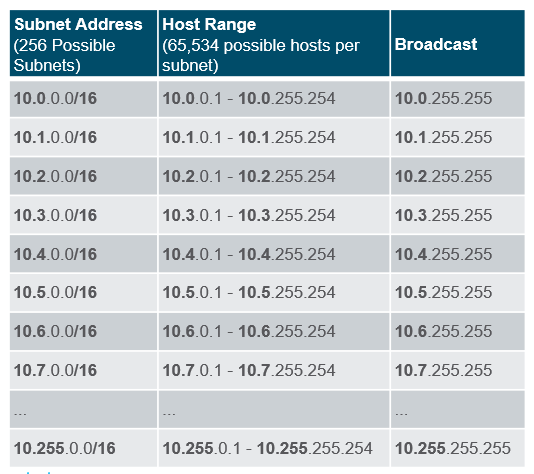 Subnet Address
(256 Possible
Subnets)
Host Range
(65,534 possible hosts per
subnet)
Broadcast
10.0.0.0/16 10.0.0.1 - 10.0.255.254 10.0.255.255
10.1.0.0/16 10.1.0.1 - 10.1.255.254 10.1.255.255
10.2.0.0/16 10.2.0.1 - 10.2.255.254 10.2.255.255
10.3.0.0/16 10.3.0.1 - 10.3.255.254 10.3.255.255
10.4.0.0/16 10.4.0.1 - 10.4.255.254 10.4.255.255
10.5.0.0/16 10.5.0.1 - 10.5.255.254 10.5.255.255
10.6.0.0/16 10.6.0.1 - 10.6.255.254 10.6.255.255
10.7.0.0/16 10.7.0.1 - 10.7.255.254 10.7.255.255
... ... ...
10.255.0.0/16 10.255.0.1 - 10.255.255.254 10.255.255.255